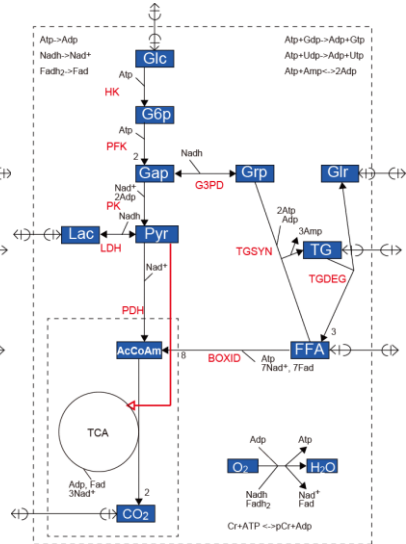 Atp->Adp
Nadh->Nad+
Fadh2->Fad
Atp+Gdp->Adp+Gtp
Atp+Udp->Adp+Utp
Atp+Amp<->2Adp
Glc
Atp
HK
G6p
Atp
PFK
2
Gap
Nadh
G3PD
Grp
Glr
Nad+
2Adp
PK
Lac
Nadh
LDH
Pyr
2Atp
Adp
3Amp
TG
TGSYN
TGDEG
Nad+
PDH
AcCoAm
8
BOXID
Atp
7Nad+, 7Fad
3
FFA
TCA
Adp, Fad
3Nad+
2
CO2
Adp
Atp
O2
H2O
Nadh
Fadh2
Nad+
Fad
Cr+ATP <->pCr+Adp